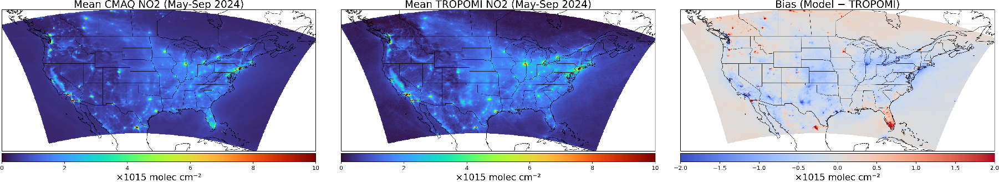 Mean CMAQ NO2 (May-Sep 2024)
0 2 4 6 8 10
×1015 molec cm⁻²
Mean TROPOMI NO2 (May-Sep 2024)
0 2 4 6 8 10
×1015 molec cm⁻²
Bias (Model − TROPOMI)
−2.0 −1.5 −1.0 −0.5 0.0 0.5 1.0 1.5 2.0
×1015 molec cm⁻²